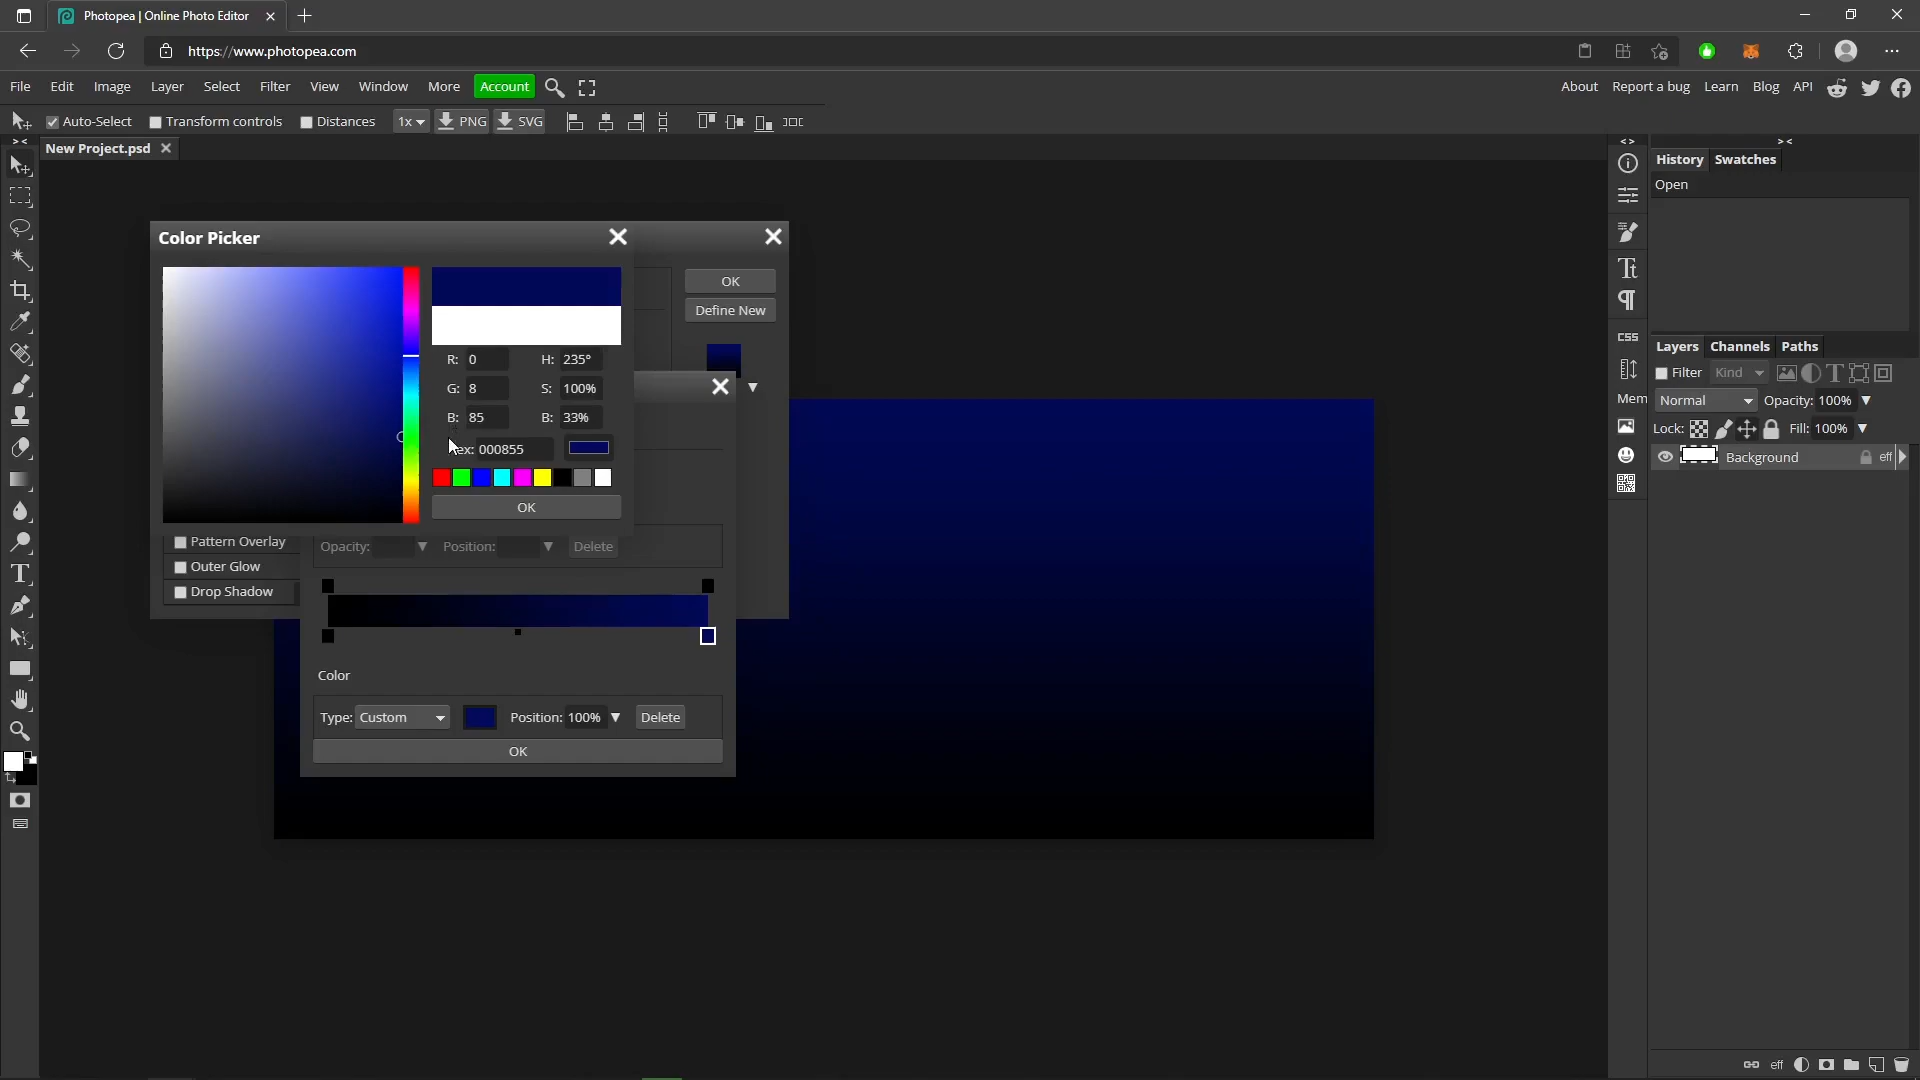 Photopea | Online Photo Editor
https://www.photopea.com
File Edit Image Layer Select Filter View Window More Account
About Report a bug Learn Blog API
Auto-Select Transform controls Distances 1x PNG SVG
New Project.psd
History Swatches
Open
Color Picker
OK
Define New
R: 0 H: 235°
G: 8 S: 100%
B: 85 B: 33%
ex: 000855
OK
Pattern Overlay
Outer Glow
Drop Shadow
Opacity: Position: Delete
Color
Type: Custom Position: 100% Delete
OK
CSS
Mem
Layers Channels Paths
Filter Kind
Normal Opacity: 100%
Lock: Fill: 100%
Background eff
eff